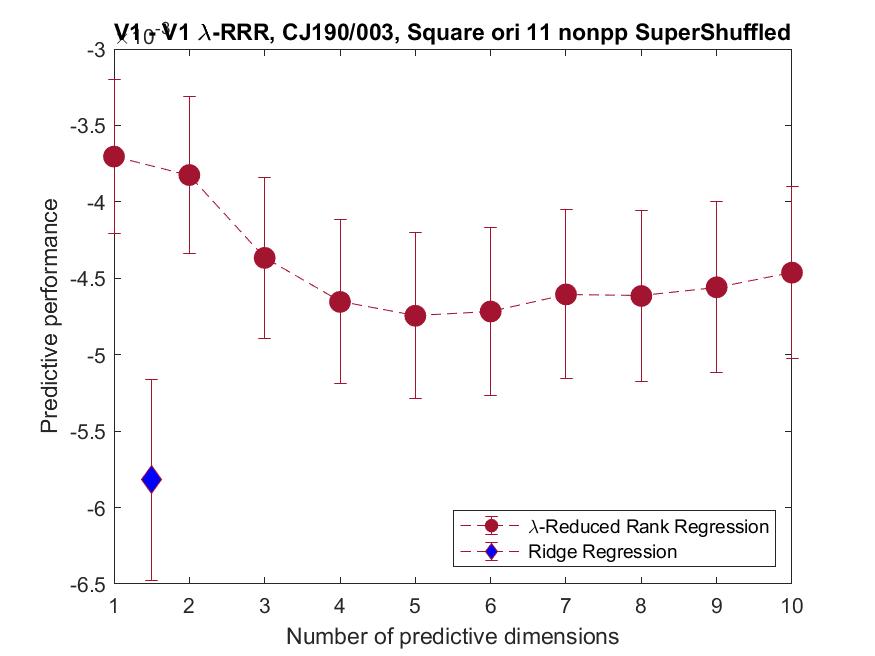 V1 - V1 λ-RRR, CJ190/003, Square ori 11 nonpp SuperShuffled
×10⁻³
-3
-3.5
-4
-4.5
-5
-5.5
-6
-6.5
Predictive performance
λ-Reduced Rank Regression
Ridge Regression
1 2 3 4 5 6 7 8 9 10
Number of predictive dimensions